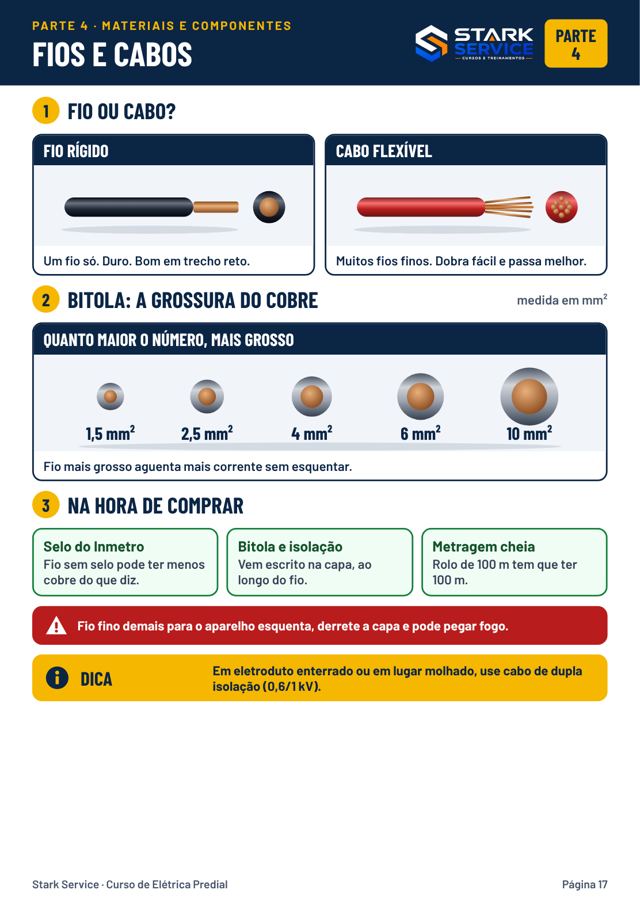 PARTE 4 · MATERIAIS E COMPONENTES
FIOS E CABOS
STARK
SERVICE
CURSOS E TREINAMENTOS
PARTE
4
1 FIO OU CABO?
FIO RÍGIDO
Um fio só. Duro. Bom em trecho reto.
CABO FLEXÍVEL
Muitos fios finos. Dobra fácil e passa melhor.
2 BITOLA: A GROSSURA DO COBRE
medida em mm²
QUANTO MAIOR O NÚMERO, MAIS GROSSO
1,5 mm² 2,5 mm² 4 mm² 6 mm² 10 mm²
Fio mais grosso aguenta mais corrente sem esquentar.
3 NA HORA DE COMPRAR
Selo do Inmetro
Fio sem selo pode ter menos
cobre do que diz.
Bitola e isolação
Vem escrito na capa, ao
longo do fio.
Metragem cheia
Rolo de 100 m tem que ter
100 m.
Fio fino demais para o aparelho esquenta, derrete a capa e pode pegar fogo.
DICA
Em eletroduto enterrado ou em lugar molhado, use cabo de dupla
isolação (0,6/1 kV).
Stark Service · Curso de Elétrica Predial
Página 17